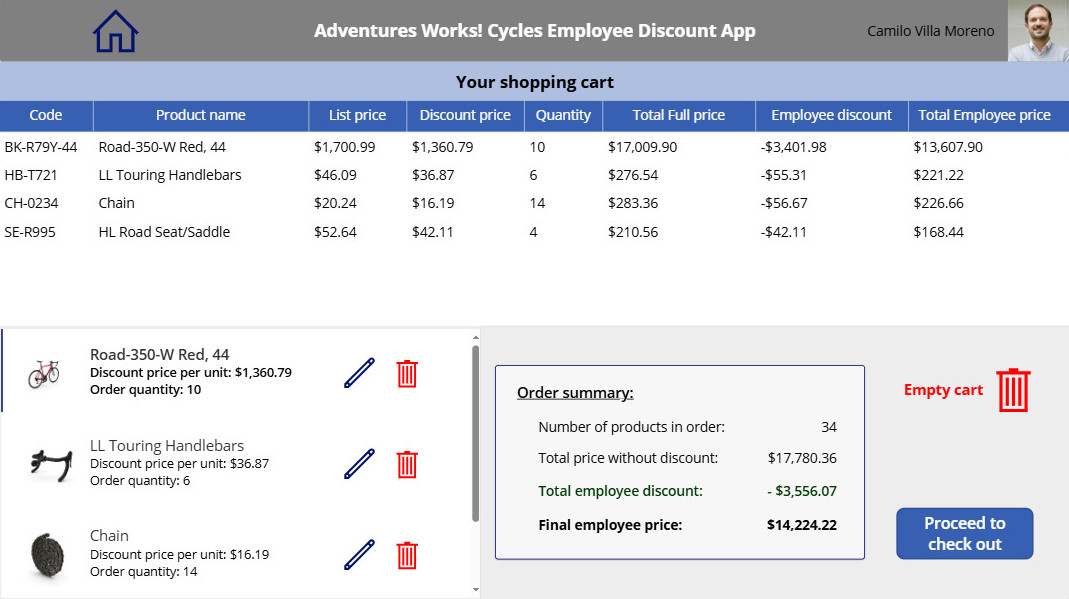 Adventures Works! Cycles Employee Discount App
Camilo Villa Moreno
Your shopping cart
Code Product name List price Discount price Quantity Total Full price Employee discount Total Employee price
BK-R79Y-44 Road-350-W Red, 44 $1,700.99 $1,360.79 10 $17,009.90 -$3,401.98 $13,607.90
HB-T721 LL Touring Handlebars $46.09 $36.87 6 $276.54 -$55.31 $221.22
CH-0234 Chain $20.24 $16.19 14 $283.36 -$56.67 $226.66
SE-R995 HL Road Seat/Saddle $52.64 $42.11 4 $210.56 -$42.11 $168.44
Road-350-W Red, 44
Discount price per unit: $1,360.79
Order quantity: 10
LL Touring Handlebars
Discount price per unit: $36.87
Order quantity: 6
Chain
Discount price per unit: $16.19
Order quantity: 14
Order summary:
Number of products in order: 34
Total price without discount: $17,780.36
Total employee discount: - $3,556.07
Final employee price: $14,224.22
Empty cart
Proceed to
check out